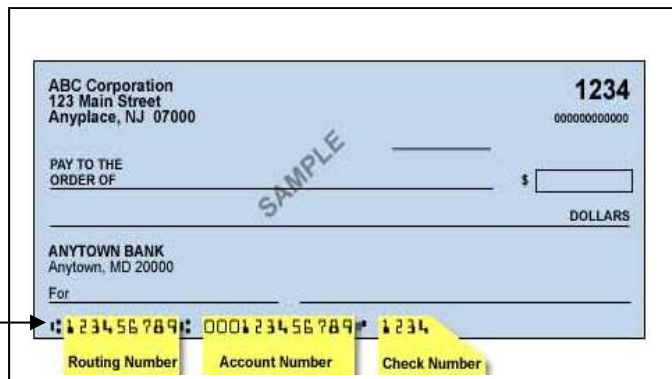 ABC Corporation
123 Main Street
Anyplace, NJ 07000
1234
000000000000
SAMPLE
PAY TO THE
ORDER OF
$
DOLLARS
ANYTOWN BANK
Anytown, MD 20000
For
⑆123456789⑆ 000123456789⑈ 1234
Routing Number Account Number Check Number